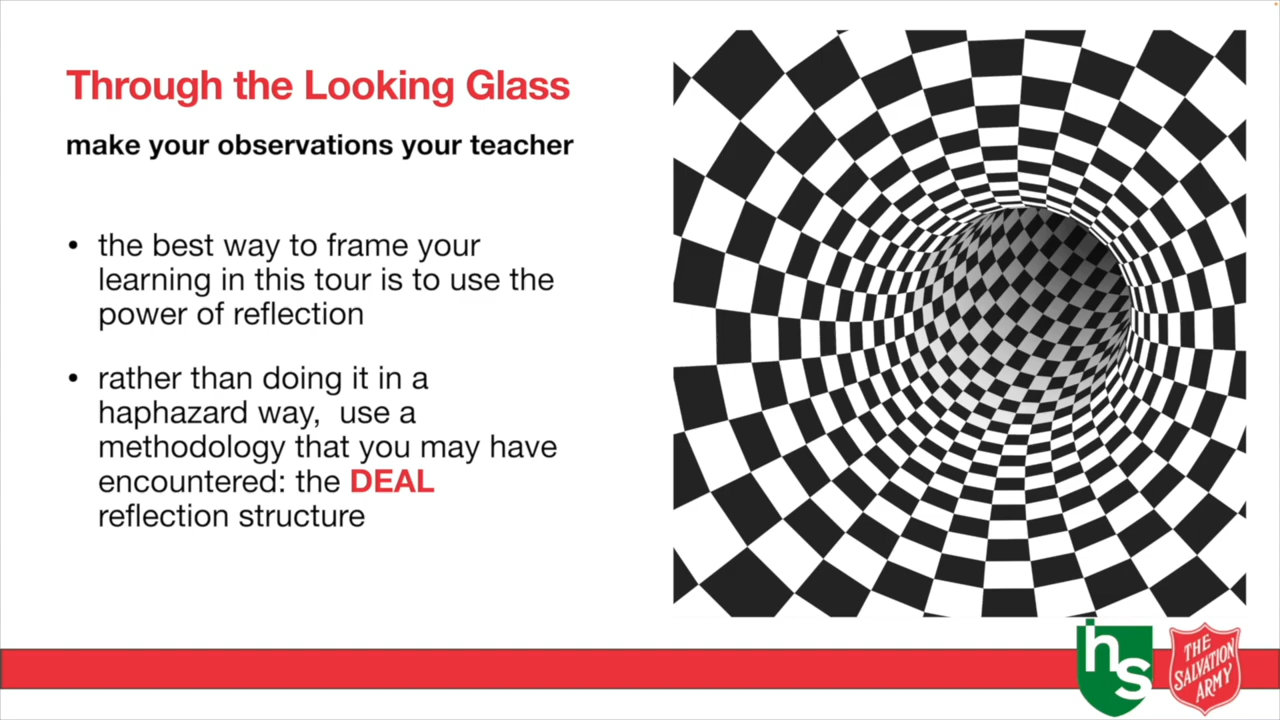 Through the Looking Glass
make your observations your teacher
• the best way to frame your
learning in this tour is to use the
power of reflection
• rather than doing it in a
haphazard way,  use a
methodology that you may have
encountered: the DEAL
reflection structure
hs
THE
SALVATION
ARMY